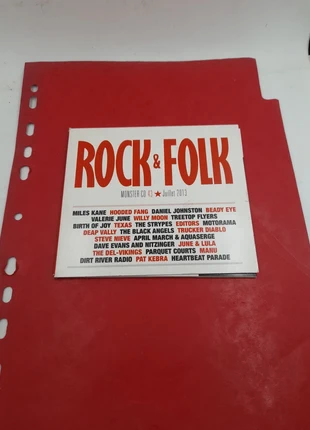 ROCK & FOLK
MONSTER CD 43 ★ Juillet 2013
MILES KANE HOODED FANG DANIEL JOHNSTON BEADY EYE
VALERIE JUNE WILLY MOON TREETOP FLYERS
BIRTH OF JOY TEXAS THE STRYPES EDITORS MOTORAMA
DEAP VALLY THE BLACK ANGELS TRUCKER DIABLO
STEVE NIEVE APRIL MARCH & AQUASERGE
DAVE EVANS AND NITZINGER JUNE & LULA
THE DEL-VIKINGS PARQUET COURTS MANU
DIRT RIVER RADIO PAT KEBRA HEARTBEAT PARADE